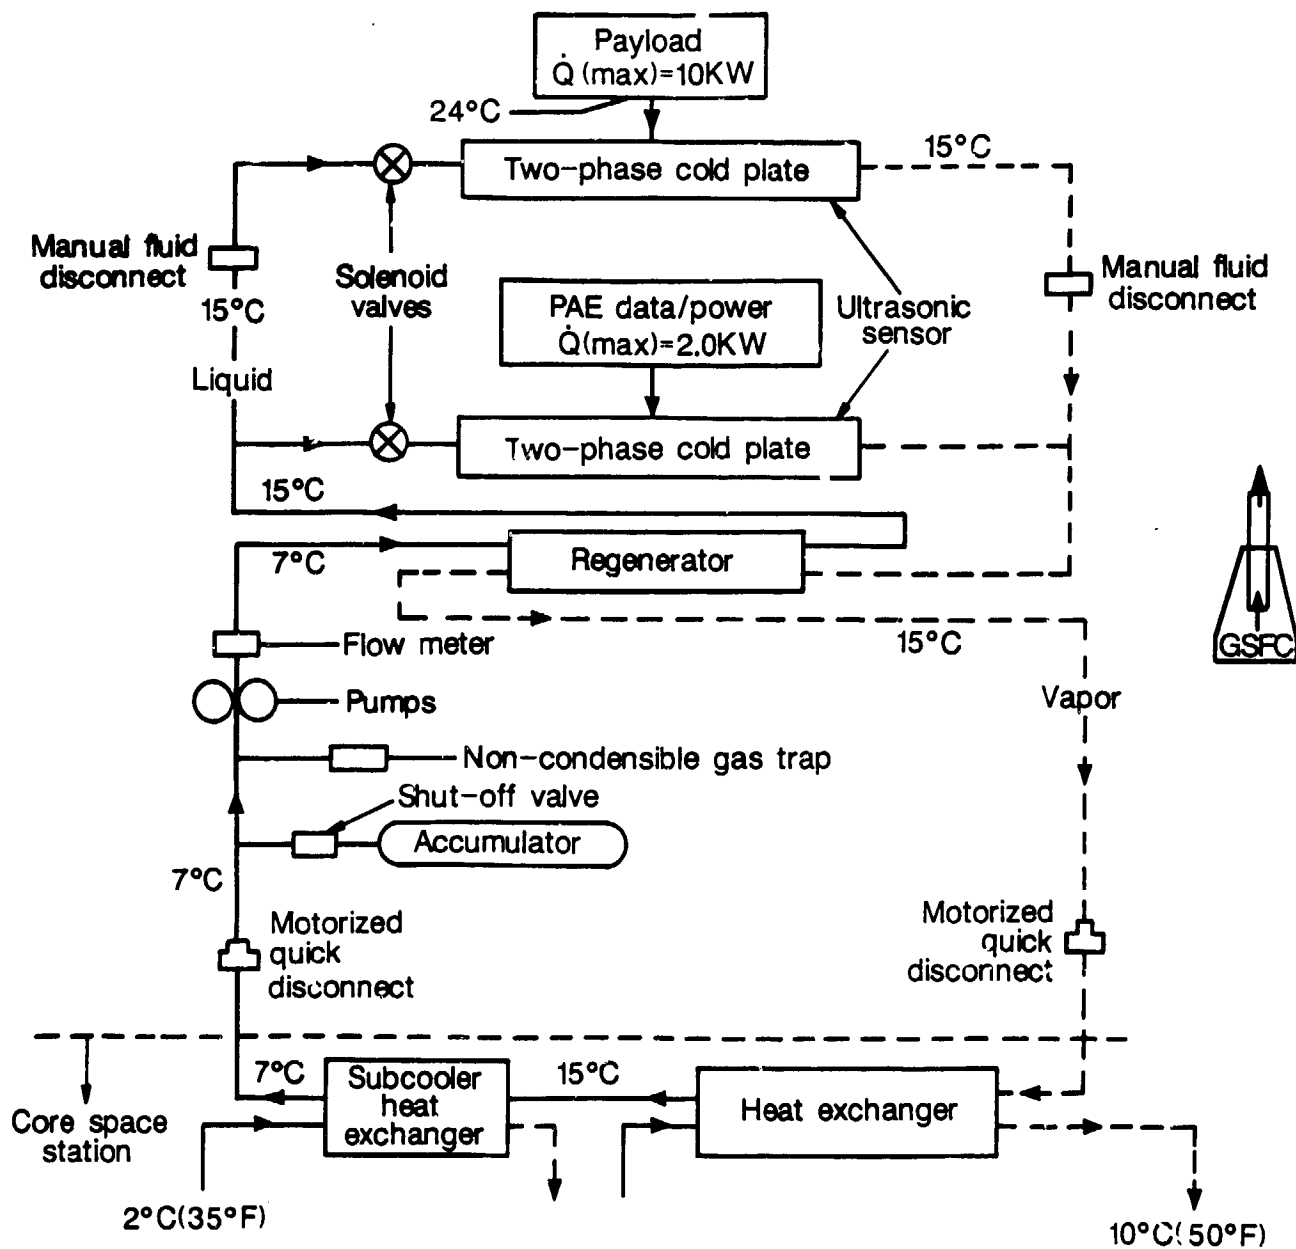 Payload
Q̇ (max)=10KW
24°C
Two-phase cold plate
15°C
Manual fluid
disconnect
15°C
Solenoid
valves
PAE data/power
Q̇(max)=2.0KW
Ultrasonic
sensor
Manual fluid
disconnect
Liquid
Two-phase cold plate
15°C
7°C
Regenerator
15°C
GSFC
Flow meter
Pumps
Vapor
Non-condensible gas trap
Shut-off valve
Accumulator
7°C
Motorized
quick
disconnect
Motorized
quick
disconnect
7°C
Subcooler
heat
exchanger
15°C
Heat exchanger
Core space
station
2°C(35°F)
10°C(50°F)